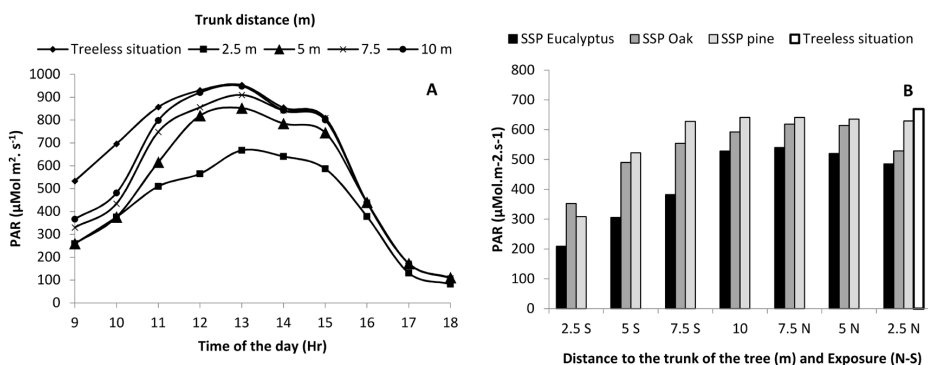 Trunk distance (m)
Treeless situation 2.5 m 5 m 7.5 10 m
A
1000
900
800
700
600
500
400
300
200
100
0
PAR (µMol m². s⁻¹)
9 10 11 12 13 14 15 16 17 18
Time of the day (Hr)
SSP Eucalyptus SSP Oak SSP pine Treeless situation
B
800
700
600
500
400
300
200
100
0
PAR (µMol.m-2.s-1)
2.5 S 5 S 7.5 S 10 7.5 N 5 N 2.5 N
Distance to the trunk of the tree (m) and Exposure (N-S)